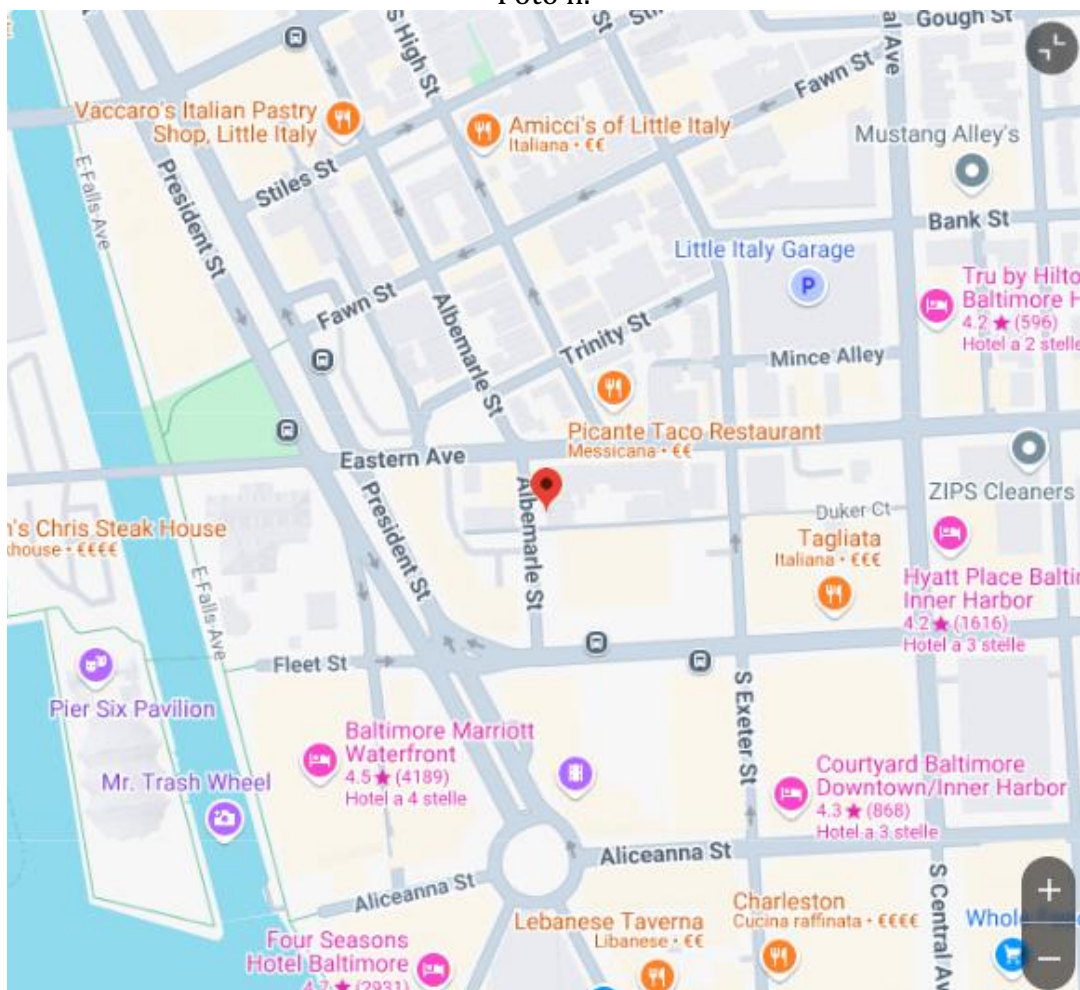 Gough St
S High St
Fawn St
Vaccaro's Italian Pastry
Shop, Little Italy
Amicci's of Little Italy
Italiana • €€
Mustang Alley's
E Falls Ave
President St
Stiles St
Bank St
Little Italy Garage
P
Tru by Hilto
Baltimore H
4.2 ★ (596)
Hotel a 2 stelle
Fawn St
Albemarle St
Trinity St
Mince Alley
Picante Taco Restaurant
Messicana • €€
Eastern Ave
ZIPS Cleaners
President St
Albemarle St
Duker Ct
n's Chris Steak House
khouse • €€€€
Tagliata
Italiana • €€€
Hyatt Place Baltin
Inner Harbor
4.2 ★ (1616)
Hotel a 3 stelle
E Falls Ave
Fleet St
Pier Six Pavilion
S Exeter St
Baltimore Marriott
Waterfront
4.5 ★ (4189)
Hotel a 4 stelle
Mr. Trash Wheel
Courtyard Baltimore
Downtown/Inner Harbor
4.3 ★ (868)
Hotel a 3 stelle
Aliceanna St
Aliceanna St
S Central Av
Lebanese Taverna
Libanese • €€
Charleston
Cucina raffinata • €€€€
Whole
Four Seasons
Hotel Baltimore
4.7 ★ (2931)